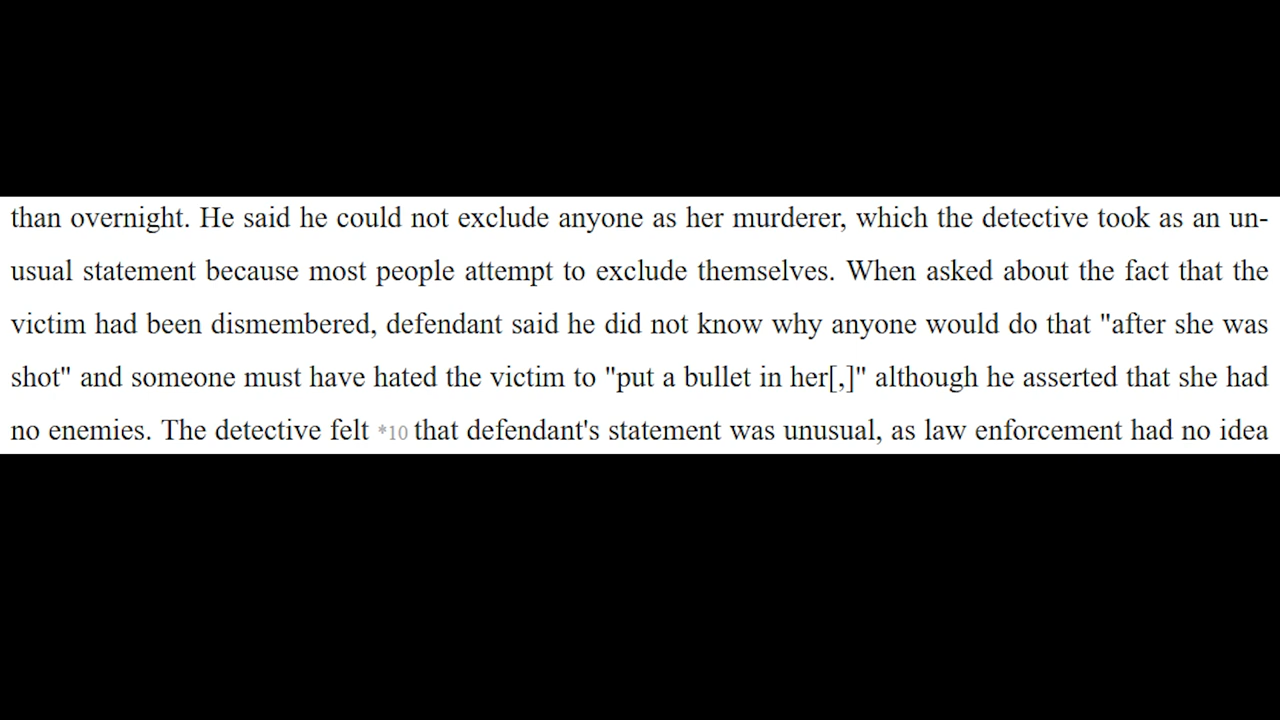 than overnight. He said he could not exclude anyone as her murderer, which the detective took as an un-
usual statement because most people attempt to exclude themselves. When asked about the fact that the
victim had been dismembered, defendant said he did not know why anyone would do that "after she was
shot" and someone must have hated the victim to "put a bullet in her[,]" although he asserted that she had
no enemies. The detective felt *10 that defendant's statement was unusual, as law enforcement had no idea